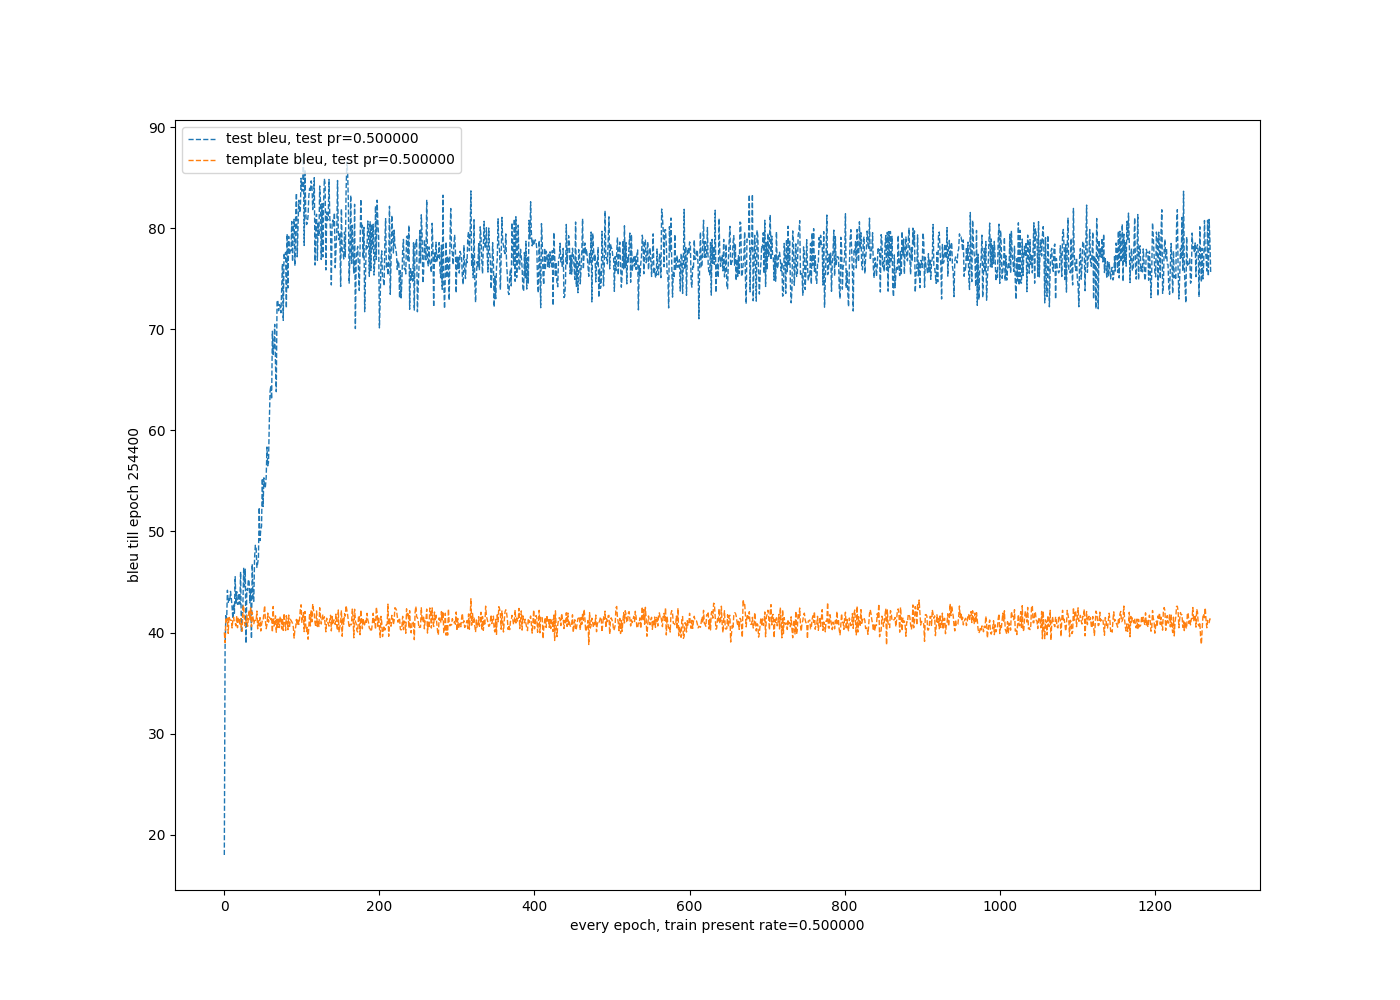 test bleu, test pr=0.500000
template bleu, test pr=0.500000
90
80
70
60
50
40
30
20
bleu till epoch 254400
0 200 400 600 800 1000 1200
every epoch, train present rate=0.500000